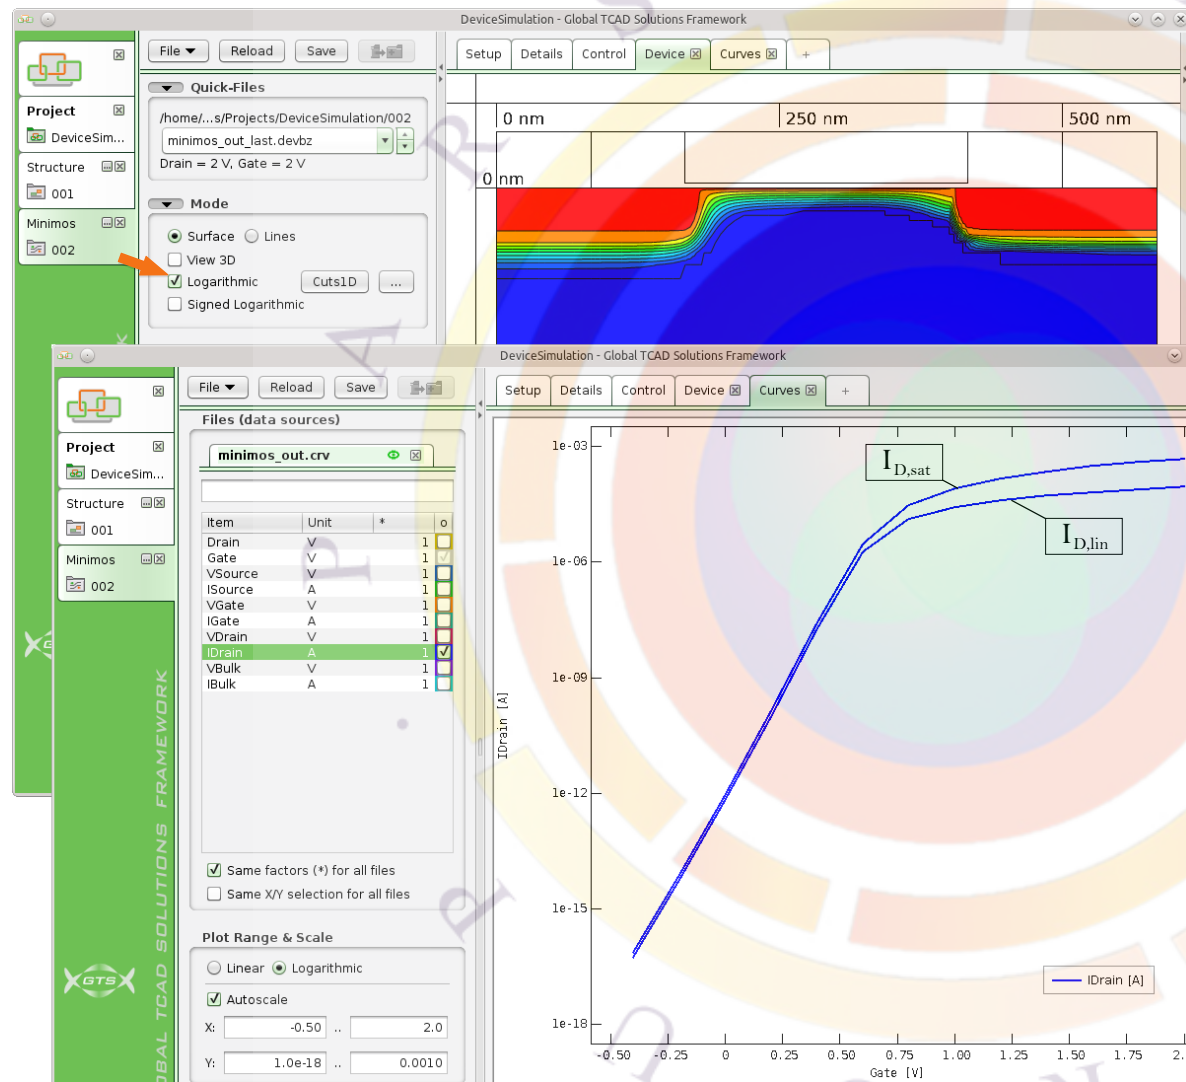 DeviceSimulation - Global TCAD Solutions Framework
File Reload Save
Setup Details Control Device Curves +
Project
DeviceSim...
Structure
001
Minimos
002
Quick-Files
/home/...s/Projects/DeviceSimulation/002
minimos_out_last.devbz
Drain = 2 V, Gate = 2 V
Mode
Surface Lines
View 3D
Logarithmic Cuts1D ...
Signed Logarithmic
0 nm 250 nm 500 nm
0 nm
DeviceSimulation - Global TCAD Solutions Framework
File Reload Save
Setup Details Control Device Curves +
Project
DeviceSim...
Structure
001
Minimos
002
GTS
OBAL TCAD SOLUTIONS FRAMEWORK
Files (data sources)
minimos_out.crv
Item Unit * o
Drain V 1
Gate V 1
VSource V 1
ISource A 1
VGate V 1
IGate A 1
VDrain V 1
IDrain A 1
VBulk V 1
IBulk A 1
Same factors (*) for all files
Same X/Y selection for all files
Plot Range & Scale
Linear Logarithmic
Autoscale
X: -0.50 .. 2.0
Y: 1.0e-18 .. 0.0010
1e-03
1e-06
1e-09
1e-12
1e-15
1e-18
IDrain [A]
I D,sat
I D,lin
IDrain [A]
-0.50 -0.25 0 0.25 0.50 0.75 1.00 1.25 1.50 1.75 2.
Gate [V]